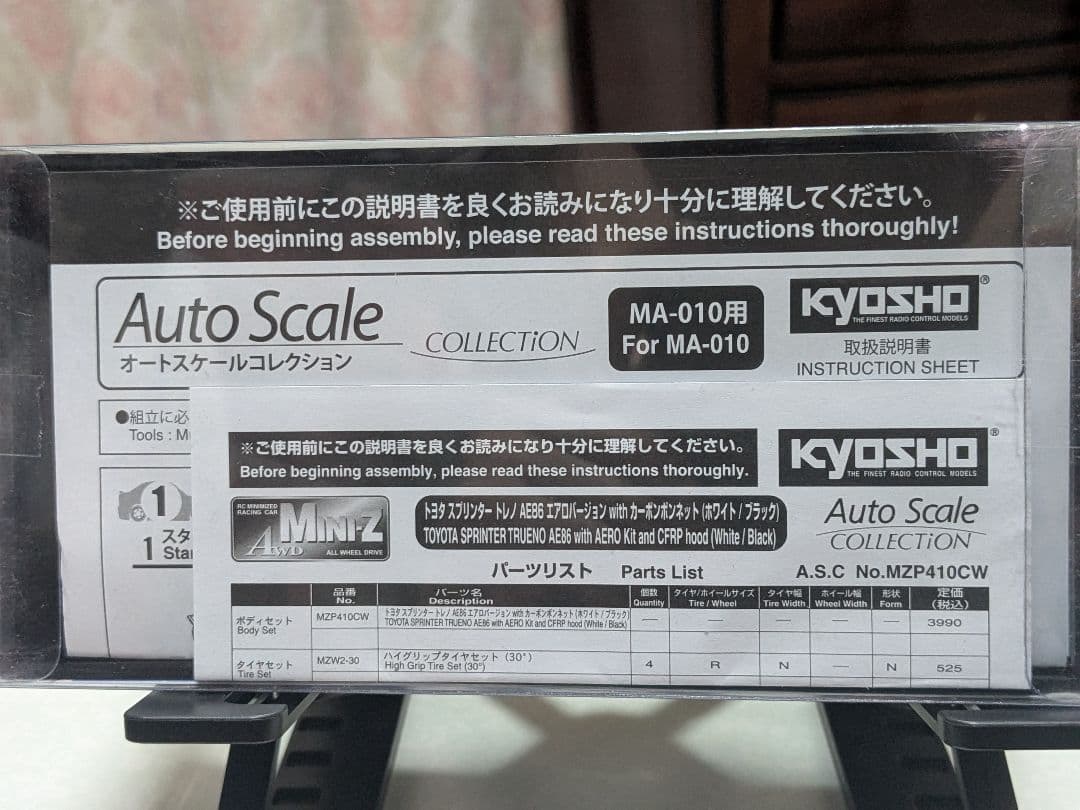 ※ご使用前にこの説明書を良くお読みになり十分に理解してください。
Before beginning assembly, please read these instructions thoroughly!
Auto Scale
オートスケールコレクション
COLLECTiON
MA-010用
For MA-010
KYOSHO®
THE FINEST RADIO CONTROL MODELS
取扱説明書
INSTRUCTION SHEET
●組立に必
Tools :
1
スタ
1 Star
※ご使用前にこの説明書を良くお読みになり十分に理解してください。
Before beginning assembly, please read these instructions thoroughly.
KYOSHO®
THE FINEST RADIO CONTROL MODELS
RC MINIMIZED
RACING CAR
MINI-Z
AWD
ALL WHEEL DRIVE
トヨタ スプリンター トレノ AE86 エアロバージョン with カーボンボンネット (ホワイト / ブラック)
TOYOTA SPRINTER TRUENO AE86 with AERO Kit and CFRP hood (White / Black)
Auto Scale
COLLECTiON
パーツリスト Parts List
A.S.C No.MZP410CW
品番 パーツ名 個数 タイヤ/ホイールサイズ タイヤ幅 ホイール幅 形状 定価
No. Description Quantity Tire / Wheel Tire Width Wheel Width Form (税込)
ボディセット MZP410CW トヨタ スプリンター トレノ AE86 エアロバージョン with カーボンボンネット (ホワイト / ブラック) — — — — — 3990
Body Set TOYOTA SPRINTER TRUENO AE86 with AERO Kit and CFRP hood (White / Black)
タイヤセット MZW2-30 ハイグリップタイヤセット (30°) 4 R N — N 525
Tire Set High Grip Tire Set (30°)